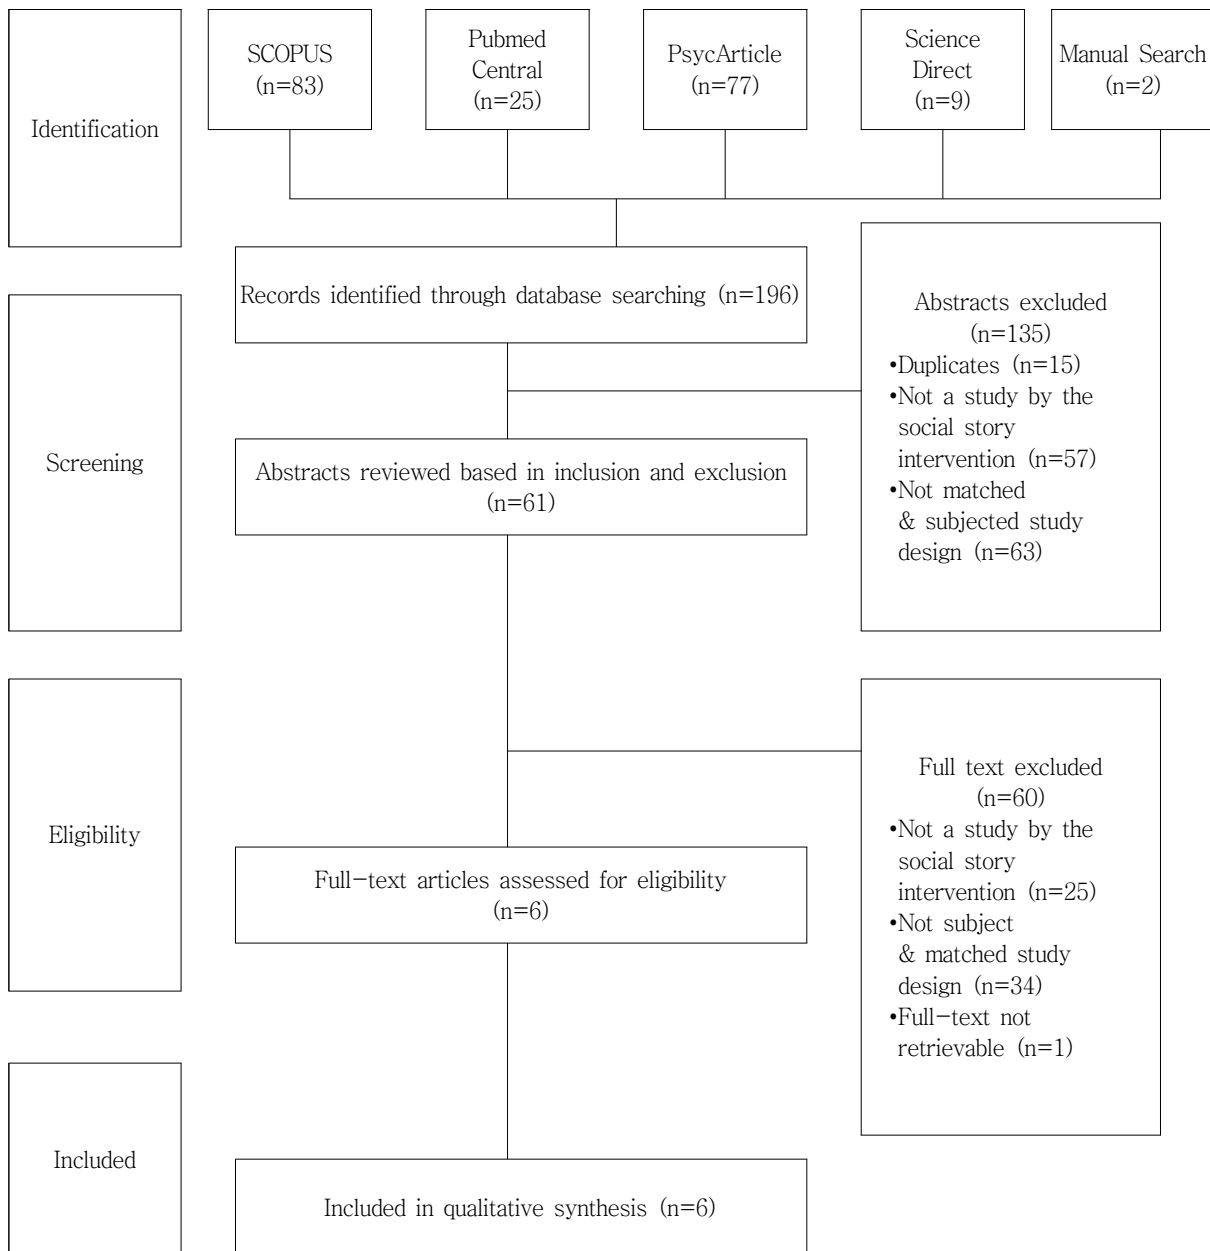 Identification
SCOPUS
(n=83)
Pubmed
Central
(n=25)
PsycArticle
(n=77)
Science
Direct
(n=9)
Manual Search
(n=2)
Records identified through database searching (n=196)
Screening
Abstracts excluded
(n=135)
•Duplicates (n=15)
•Not a study by the
social story
intervention (n=57)
•Not matched
& subjected study
design (n=63)
Abstracts reviewed based in inclusion and exclusion
(n=61)
Eligibility
Full text excluded
(n=60)
•Not a study by the
social story
intervention (n=25)
•Not subject
& matched study
design (n=34)
•Full-text not
retrievable (n=1)
Full-text articles assessed for eligibility
(n=6)
Included
Included in qualitative synthesis (n=6)